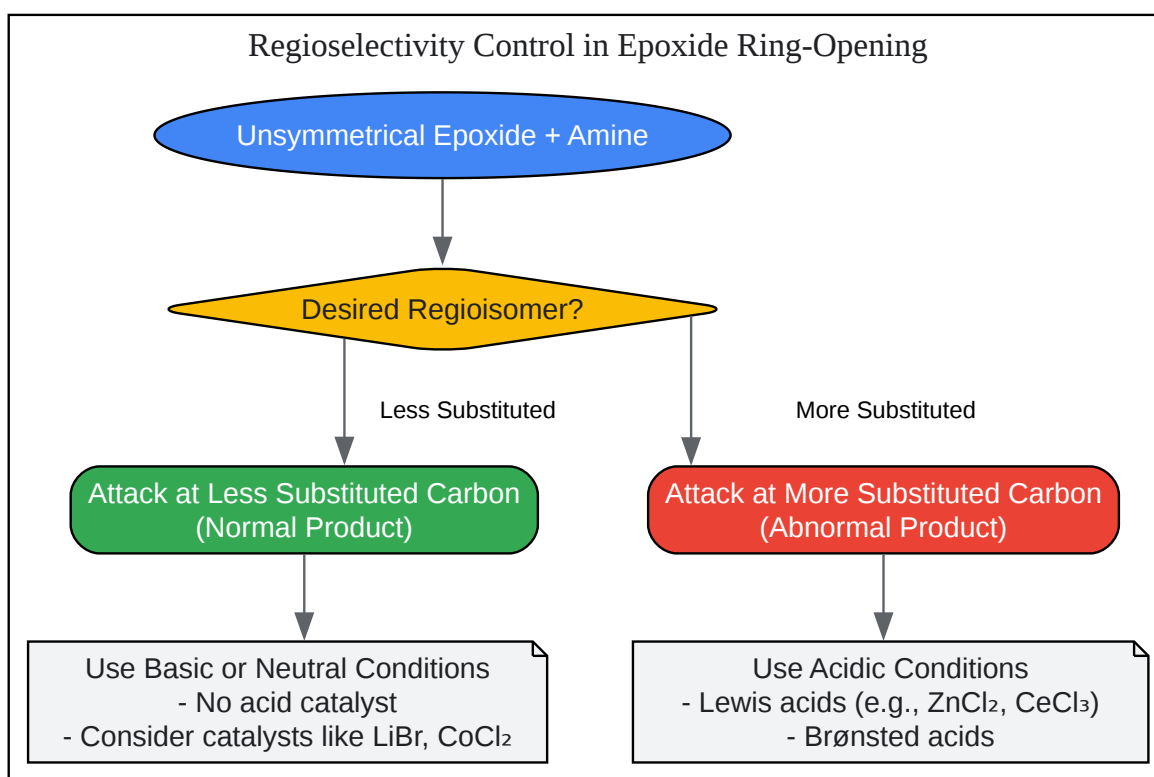 Regioselectivity Control in Epoxide Ring-Opening
Unsymmetrical Epoxide + Amine
Desired Regioisomer?
Less Substituted
More Substituted
Attack at Less Substituted Carbon
(Normal Product)
Attack at More Substituted Carbon
(Abnormal Product)
Use Basic or Neutral Conditions
- No acid catalyst
- Consider catalysts like LiBr, CoCl₂
Use Acidic Conditions
- Lewis acids (e.g., ZnCl₂, CeCl₃)
- Brønsted acids